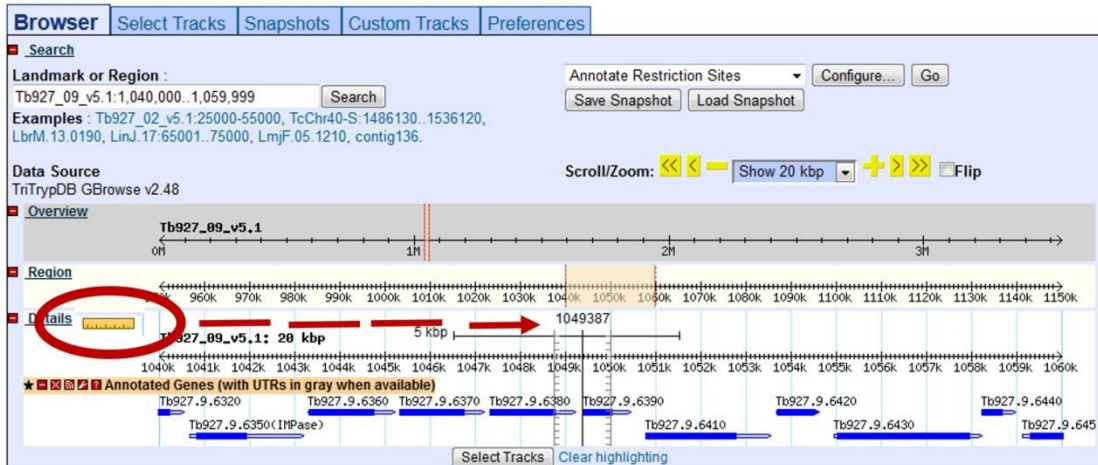 Browser Select Tracks Snapshots Custom Tracks Preferences
Search
Landmark or Region :
Tb927_09_v5.1:1,040,000..1,059,999 Search
Examples : Tb927_02_v5.1:25000-55000, TcChr40-S:1486130..1536120,
LbrM.13.0190, LinJ.17:65001..75000, LmjF.05.1210, contig136.
Annotate Restriction Sites Configure... Go
Save Snapshot Load Snapshot
Data Source
TriTrypDB GBrowse v2.48
Scroll/Zoom: << < Show 20 kbp > >> Flip
Overview
Tb927_09_v5.1
0M 1M 2M 3M
Region
960k 970k 980k 990k 1000k 1010k 1020k 1030k 1040k 1050k 1060k 1070k 1080k 1090k 1100k 1110k 1120k 1130k 1140k 1150k
Details
1049387
5 kbp
Tb927_09_v5.1: 20 kbp
1040k 1041k 1042k 1043k 1044k 1045k 1046k 1047k 1048k 1049k 1050k 1051k 1052k 1053k 1054k 1055k 1056k 1057k 1058k 1059k 1060k
Annotated Genes (with UTRs in gray when available)
Tb927.9.6320 Tb927.9.6360 Tb927.9.6370 Tb927.9.6380 Tb927.9.6390 Tb927.9.6420 Tb927.9.6440
Tb927.9.6350(IMPase) Tb927.9.6410 Tb927.9.6430 Tb927.9.645
Select Tracks Clear highlighting